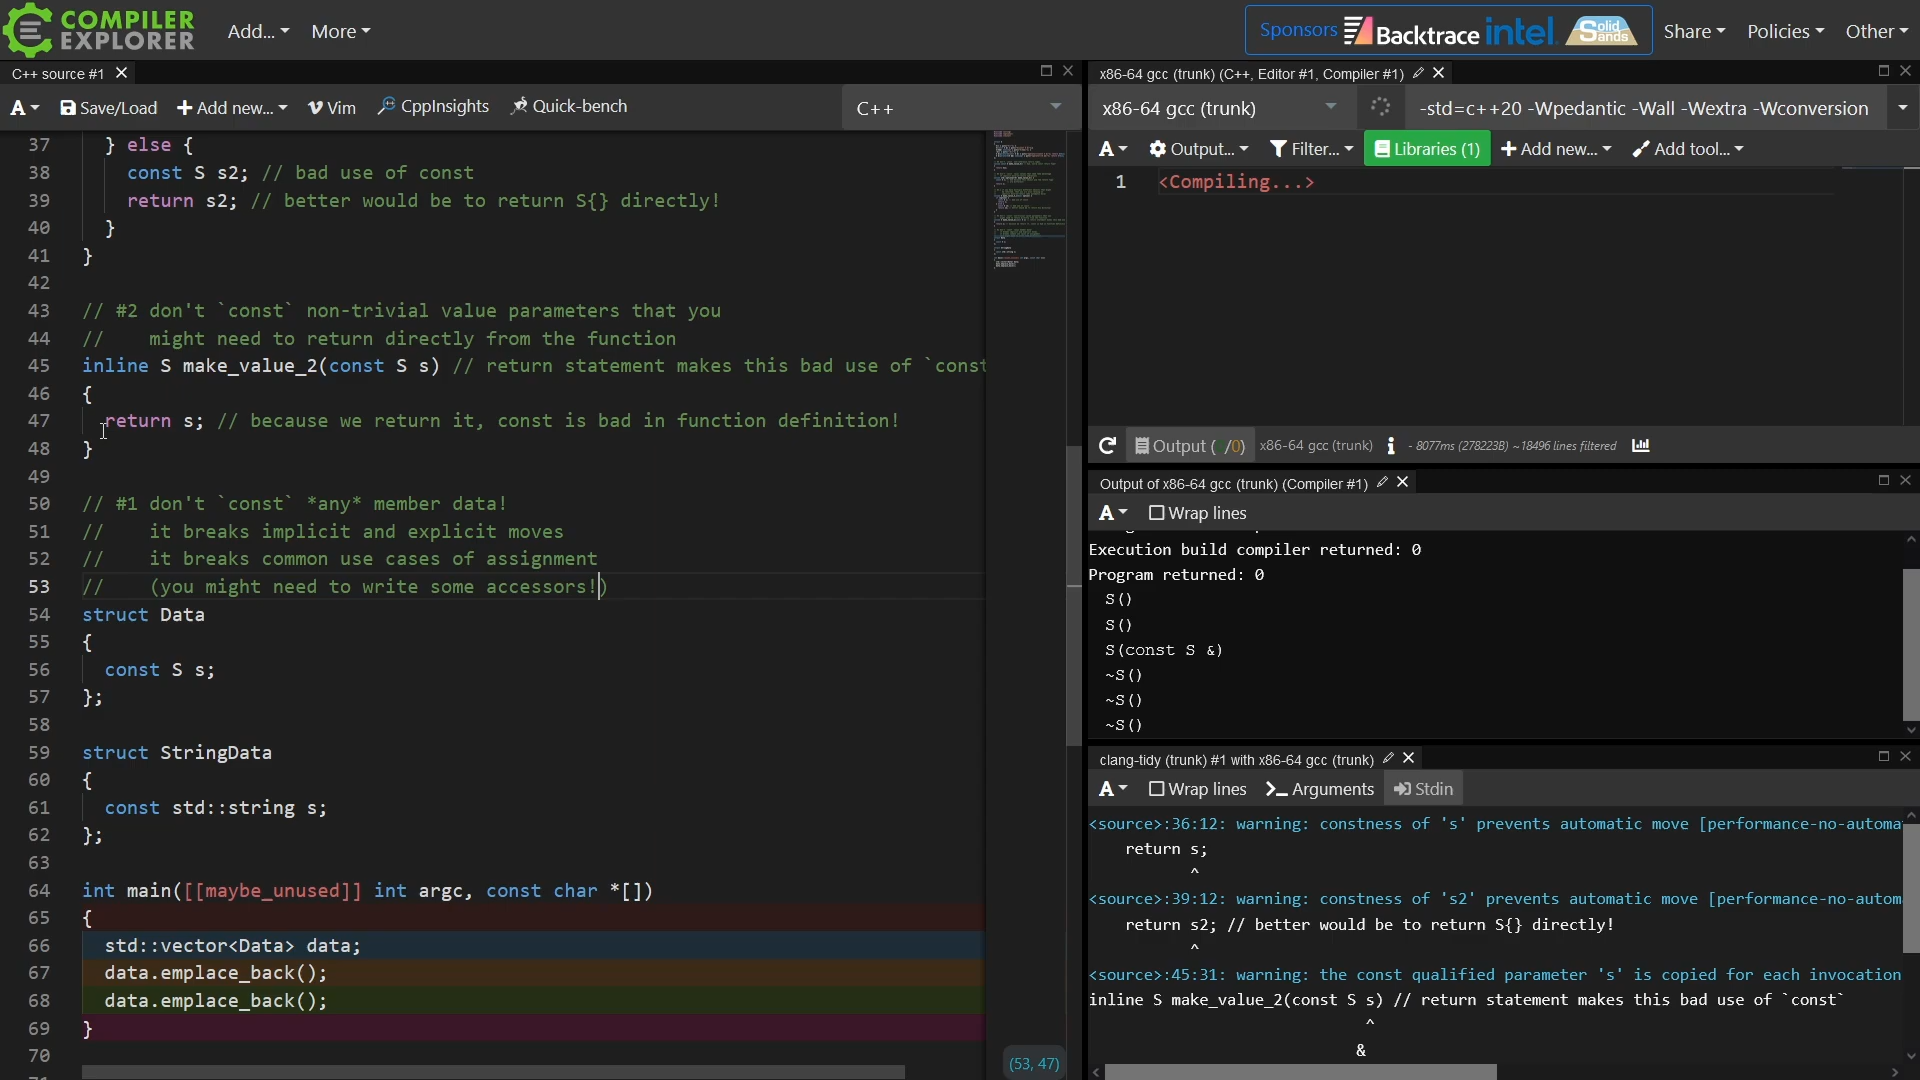 COMPILER
EXPLORER
Add...
More
Sponsors Backtrace intel Solid Sands
Share
Policies
Other
C++ source #1
A
Save/Load
Add new...
Vim
CppInsights
Quick-bench
C++
37 } else {
38 const S s2; // bad use of const
39 return s2; // better would be to return S{} directly!
40 }
41 }
42
43 // #2 don't `const` non-trivial value parameters that you
44 // might need to return directly from the function
45 inline S make_value_2(const S s) // return statement makes this bad use of `const
46 {
47 return s; // because we return it, const is bad in function definition!
48 }
49
50 // #1 don't `const` *any* member data!
51 // it breaks implicit and explicit moves
52 // it breaks common use cases of assignment
53 // (you might need to write some accessors!)
54 struct Data
55 {
56 const S s;
57 };
58
59 struct StringData
60 {
61 const std::string s;
62 };
63
64 int main([[maybe_unused]] int argc, const char *[])
65 {
66 std::vector<Data> data;
67 data.emplace_back();
68 data.emplace_back();
69 }
70
(53, 47)
x86-64 gcc (trunk) (C++, Editor #1, Compiler #1)
x86-64 gcc (trunk)
-std=c++20 -Wpedantic -Wall -Wextra -Wconversion
A
Output...
Filter...
Libraries (1)
Add new...
Add tool...
1 <Compiling...>
Output ( /0) x86-64 gcc (trunk) i - 8077ms (278223B) ~18496 lines filtered
Output of x86-64 gcc (trunk) (Compiler #1)
A
Wrap lines
Execution build compiler returned: 0
Program returned: 0
S()
S()
S(const S &)
~S()
~S()
~S()
clang-tidy (trunk) #1 with x86-64 gcc (trunk)
A
Wrap lines
Arguments
Stdin
<source>:36:12: warning: constness of 's' prevents automatic move [performance-no-automa
return s;
^
<source>:39:12: warning: constness of 's2' prevents automatic move [performance-no-autom
return s2; // better would be to return S{} directly!
^
<source>:45:31: warning: the const qualified parameter 's' is copied for each invocation
inline S make_value_2(const S s) // return statement makes this bad use of `const`
^
&